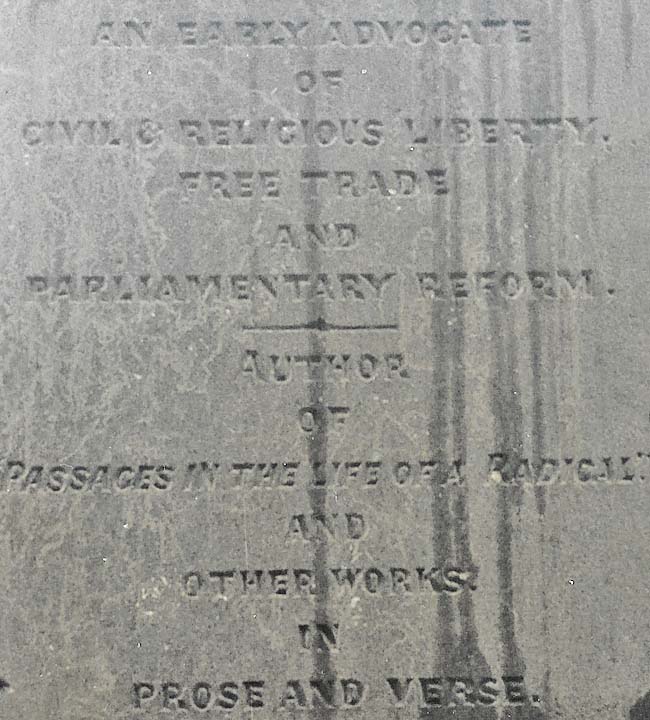 AN EARLY ADVOCATE
OF
CIVIL & RELIGIOUS LIBERTY,
FREE TRADE
AND
PARLIAMENTARY REFORM.
AUTHOR
OF
"PASSAGES IN THE LIFE OF A RADICAL"
AND
OTHER WORKS
IN
PROSE AND VERSE.